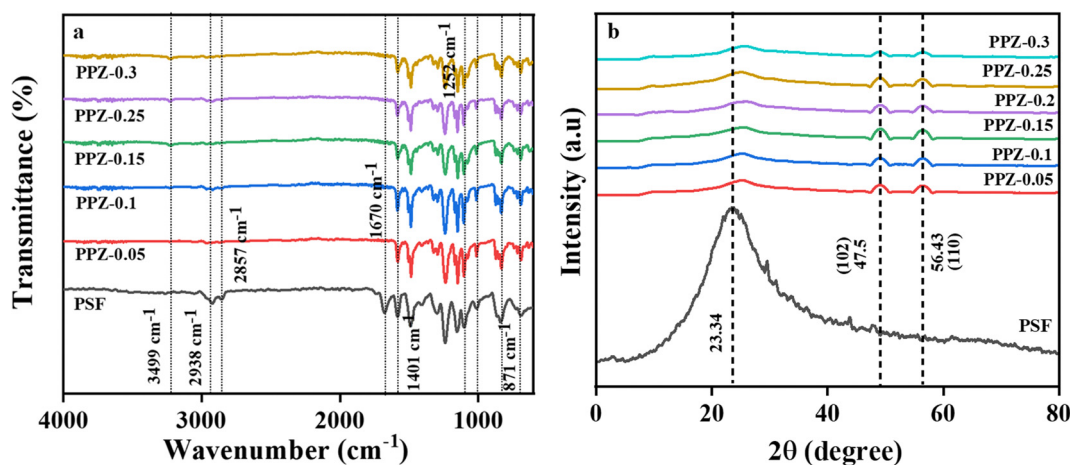 a
PPZ-0.3
PPZ-0.25
PPZ-0.15
PPZ-0.1
PPZ-0.05
PSF
1252 cm⁻¹
1670 cm⁻¹
2857 cm⁻¹
3499 cm⁻¹
2938 cm⁻¹
1401 cm⁻¹
871 cm⁻¹
Transmittance (%)
4000
3000
2000
1000
Wavenumber (cm⁻¹)
b
PPZ-0.3
PPZ-0.25
PPZ-0.2
PPZ-0.15
PPZ-0.1
PPZ-0.05
PSF
(102)
47.5
56.43
(110)
23.34
Intensity (a.u)
0
20
40
60
80
2θ (degree)